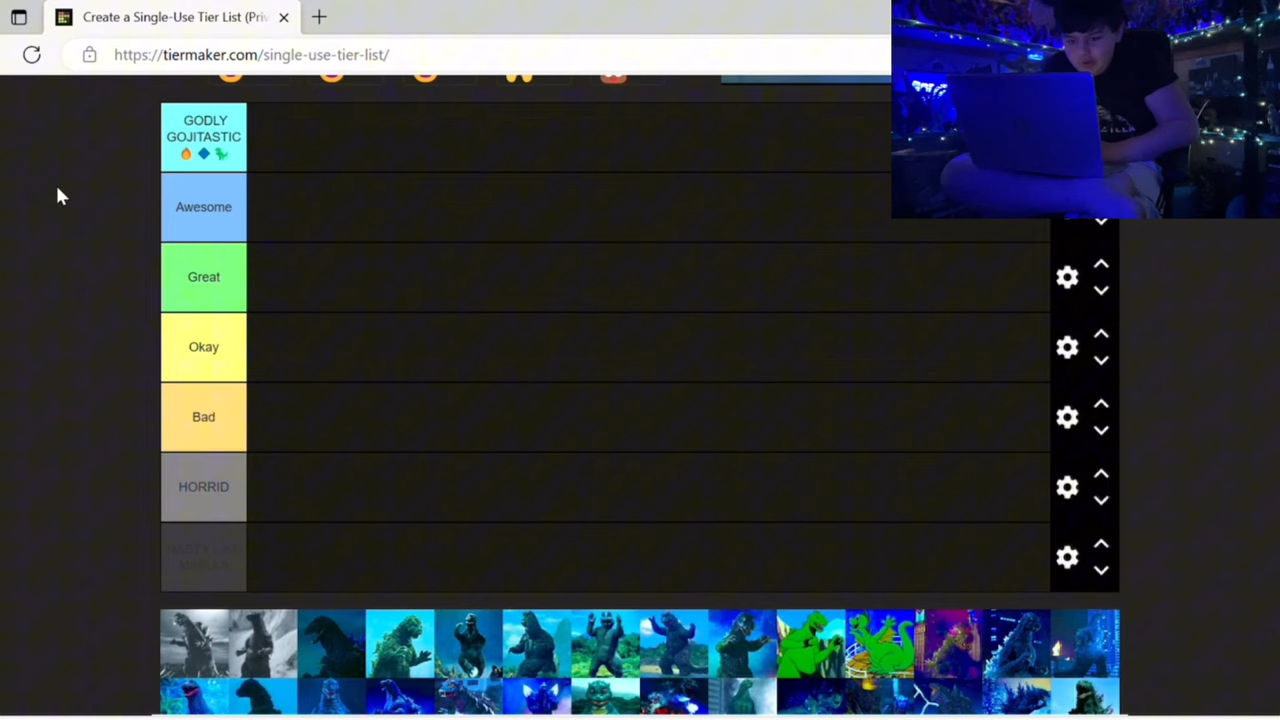 Create a Single-Use Tier List (Priv
https://tiermaker.com/single-use-tier-list/
GODLY
GOJITASTIC
🔥 🔷 🦖
Awesome
Great
Okay
Bad
HORRID